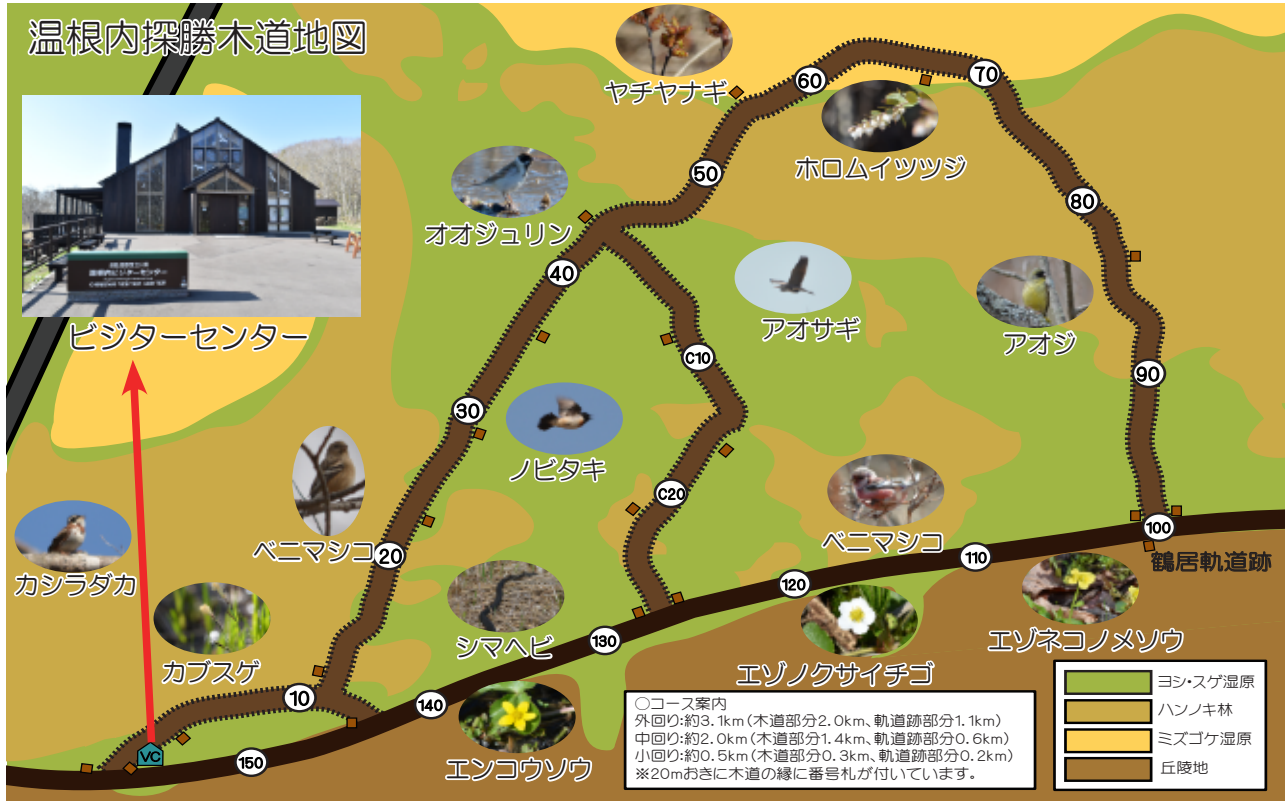 温根内探勝木道地図
ヤチヤナギ
60
70
ホロムイツツジ
50
80
オオジュリン
40
アオサギ
アオジ
温根内ビジターセンター
ビジターセンター
C10
90
30
ノビタキ
C20
ベニマシコ
カシラダカ
ベニマシコ
20
100
鶴居軌道跡
110
120
シマヘビ
130
カブスゲ
エゾネコノメソウ
エゾノクサイチゴ
10
140
150
VC
エンコウソウ
○コース案内
外回り:約3.1km(木道部分2.0km、軌道跡部分1.1km)
中回り:約2.0km(木道部分1.4km、軌道跡部分0.6km)
小回り:約0.5km(木道部分0.3km、軌道跡部分0.2km)
※20mおきに木道の縁に番号札が付いています。
ヨシ・スゲ湿原
ハンノキ林
ミズゴケ湿原
丘陵地